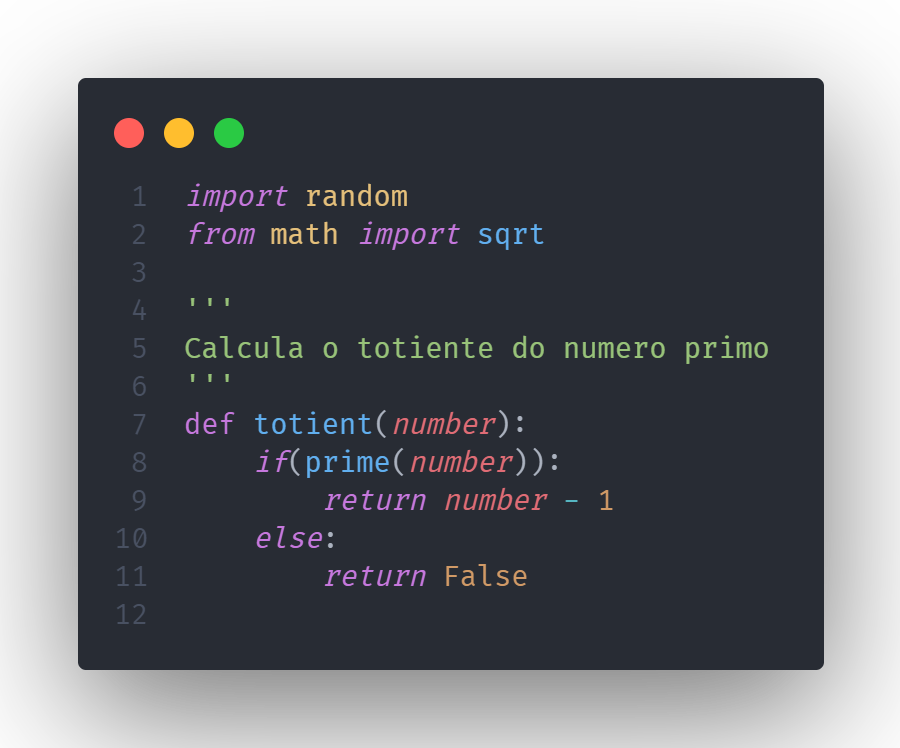 1 import random
2 from math import sqrt
3
4 '''
5 Calcula o totiente do numero primo
6 '''
7 def totient(number):
8     if(prime(number)):
9         return number - 1
10     else:
11         return False
12